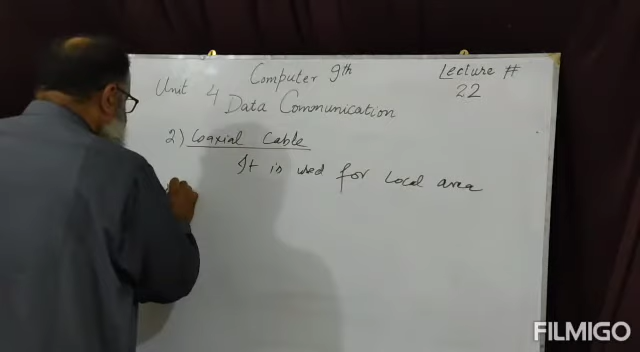 Computer 9th
Lecture #
22
Unit 4 Data Communication
2) Coaxial Cable
It is used for Local area
FILMIGO